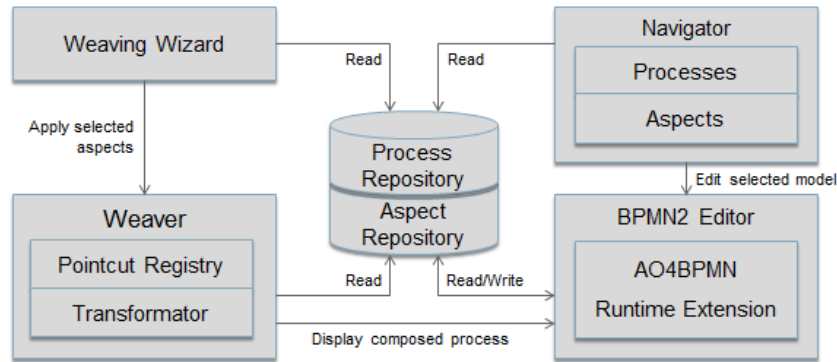 Weaving Wizard
Navigator
Read
Read
Processes
Aspects
Apply selected
aspects
Process
Repository
Aspect
Repository
Edit selected model
Weaver
BPMN2 Editor
Pointcut Registry
Transformator
AO4BPMN
Runtime Extension
Read
Read/Write
Display composed process